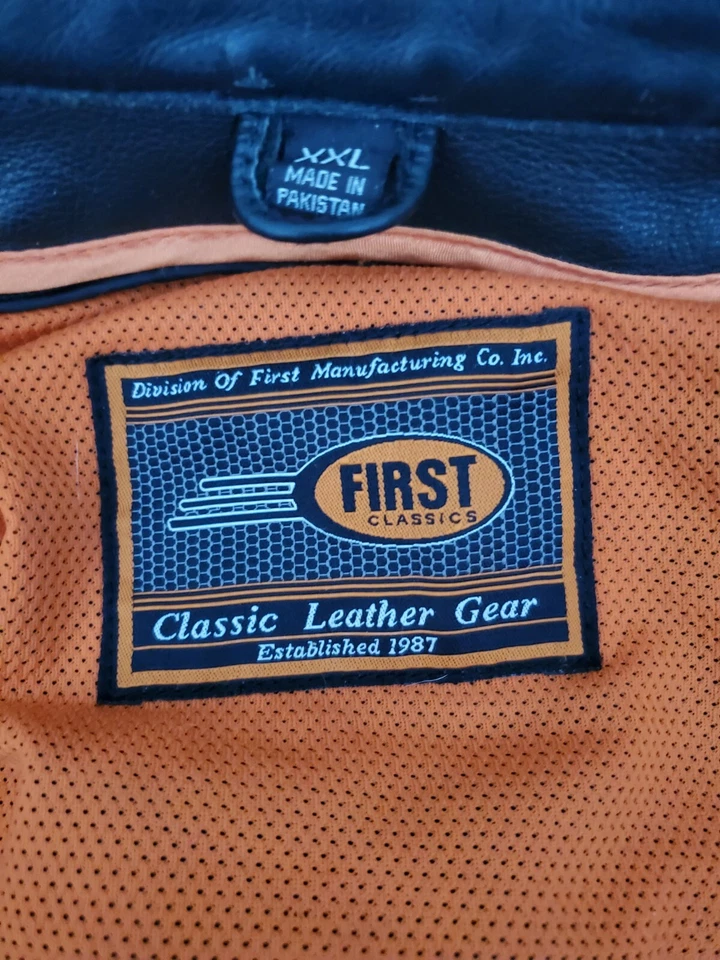 XXL
MADE IN
PAKISTAN
Division Of First Manufacturing Co. Inc.
FIRST
CLASSICS
Classic Leather Gear
Established 1987